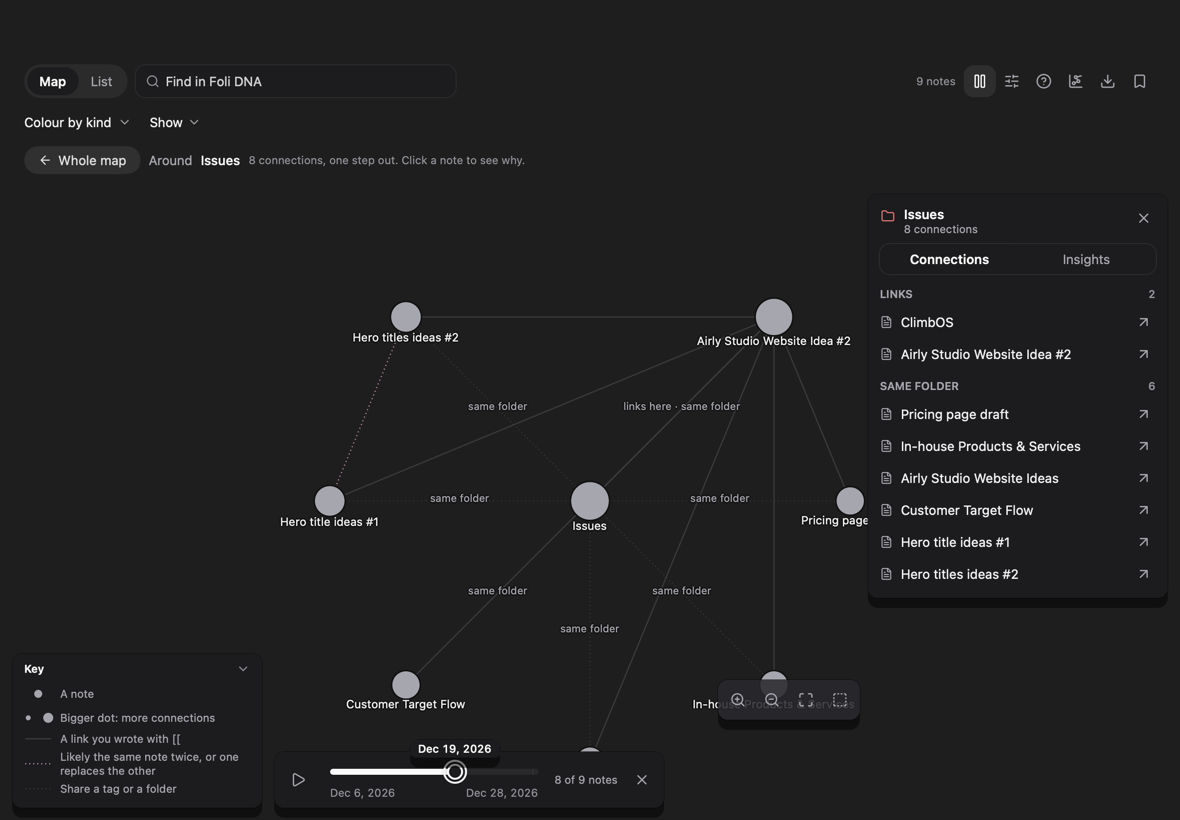 Map
List
Find in Foli DNA
9 notes
Colour by kind
Show
Whole map
Around Issues 8 connections, one step out. Click a note to see why.
Issues
8 connections
Connections
Insights
LINKS
2
ClimbOS
Airly Studio Website Idea #2
SAME FOLDER
6
Pricing page draft
In-house Products & Services
Airly Studio Website Ideas
Customer Target Flow
Hero title ideas #1
Hero titles ideas #2
Hero titles ideas #2
Airly Studio Website Idea #2
same folder
links here · same folder
same folder
same folder
Hero title ideas #1
Issues
Pricing page
same folder
same folder
same folder
Customer Target Flow
In-house Products & Services
Key
A note
Bigger dot: more connections
A link you wrote with [[
Likely the same note twice, or one
replaces the other
Share a tag or a folder
Dec 19, 2026
8 of 9 notes
Dec 6, 2026
Dec 28, 2026